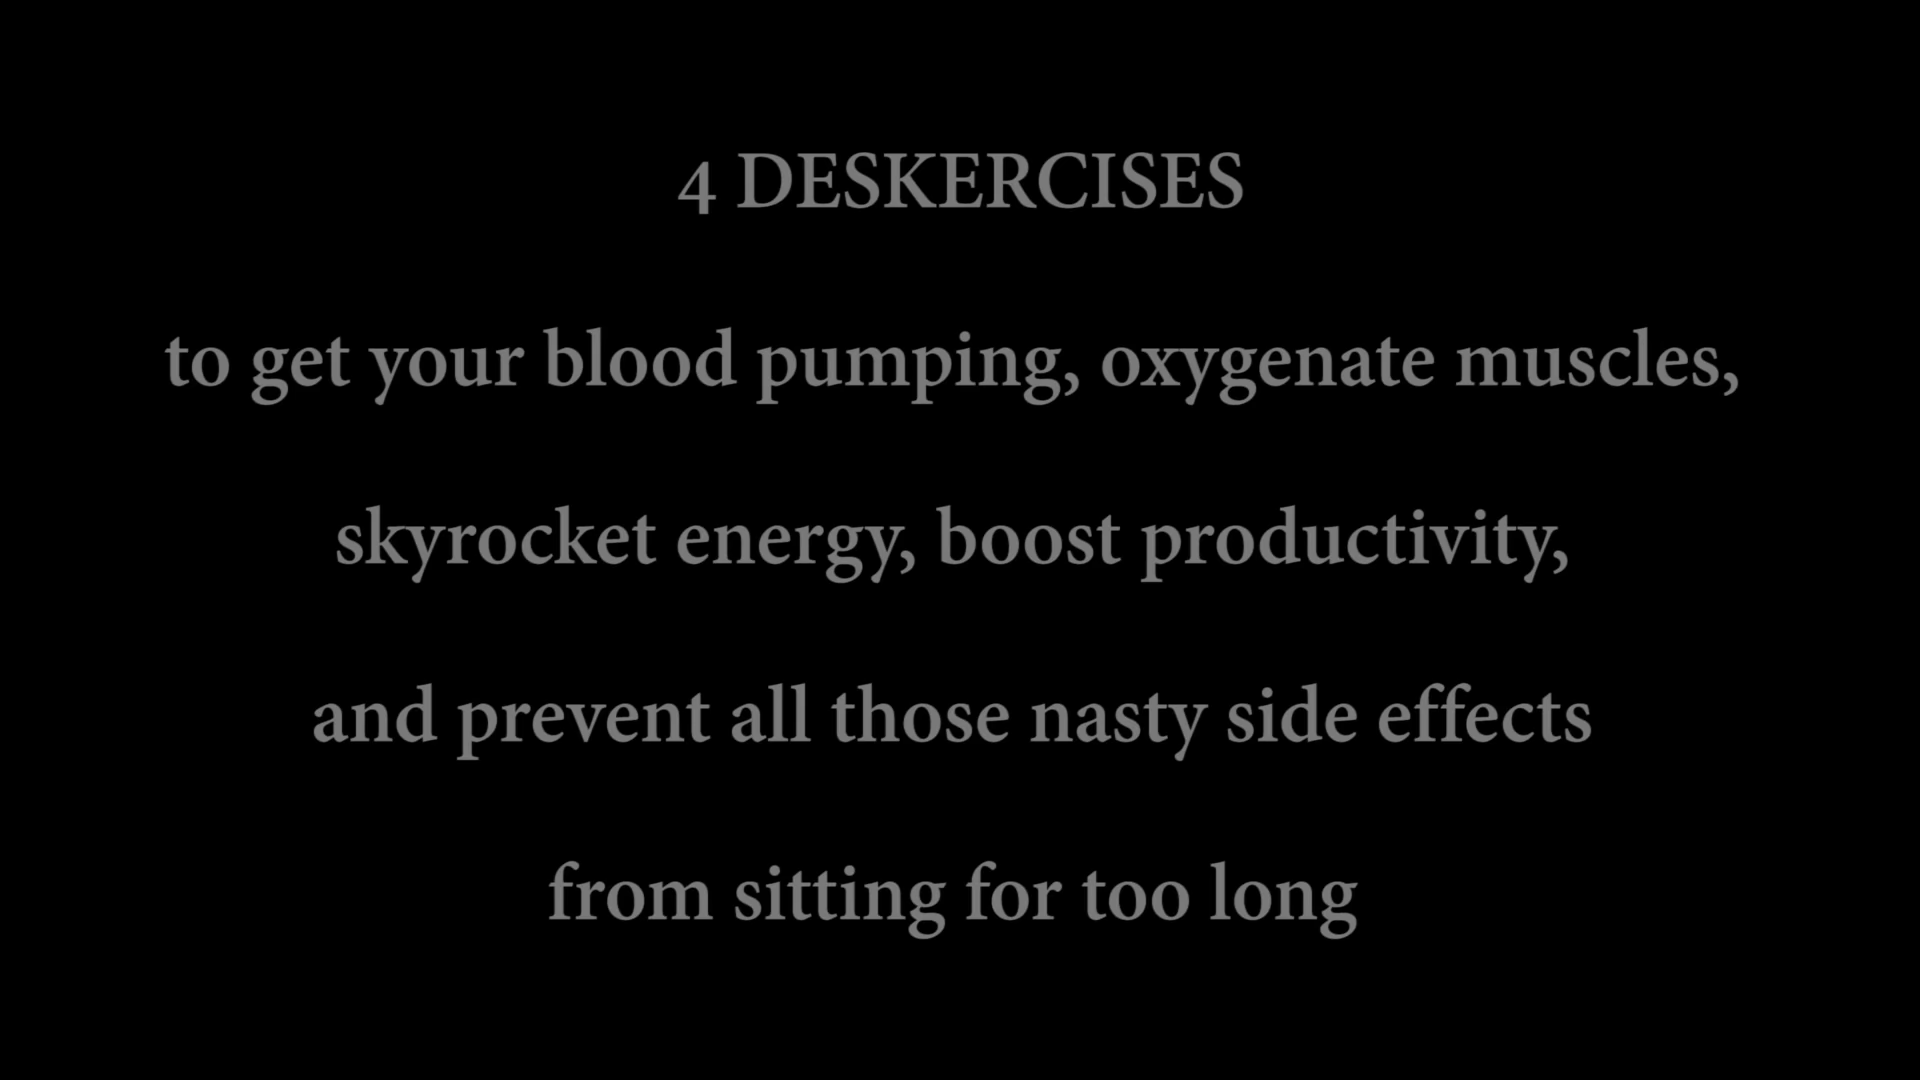 4 DESKERCISES
to get your blood pumping, oxygenate muscles,
skyrocket energy, boost productivity,
and prevent all those nasty side effects
from sitting for too long